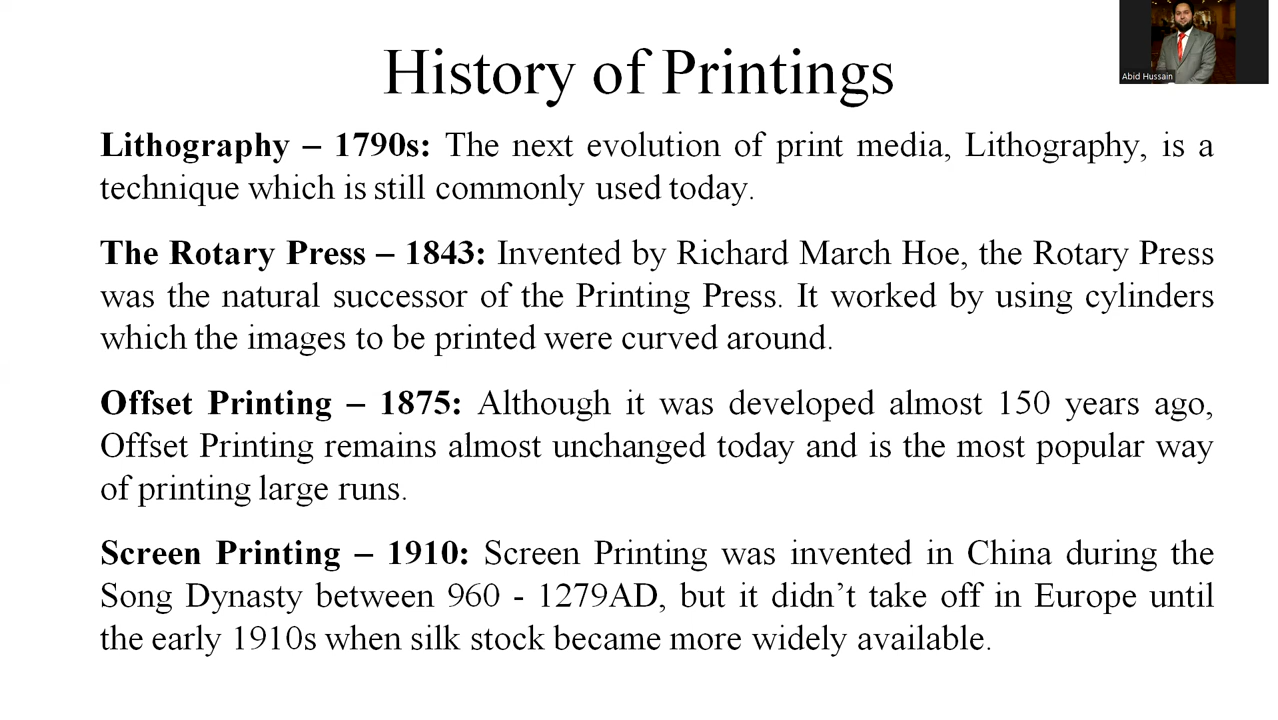 History of Printings
Abid Hussain
Lithography – 1790s: The next evolution of print media, Lithography, is a
technique which is still commonly used today.
The Rotary Press – 1843: Invented by Richard March Hoe, the Rotary Press
was the natural successor of the Printing Press. It worked by using cylinders
which the images to be printed were curved around.
Offset Printing – 1875: Although it was developed almost 150 years ago,
Offset Printing remains almost unchanged today and is the most popular way
of printing large runs.
Screen Printing – 1910: Screen Printing was invented in China during the
Song Dynasty between 960 - 1279AD, but it didn’t take off in Europe until
the early 1910s when silk stock became more widely available.